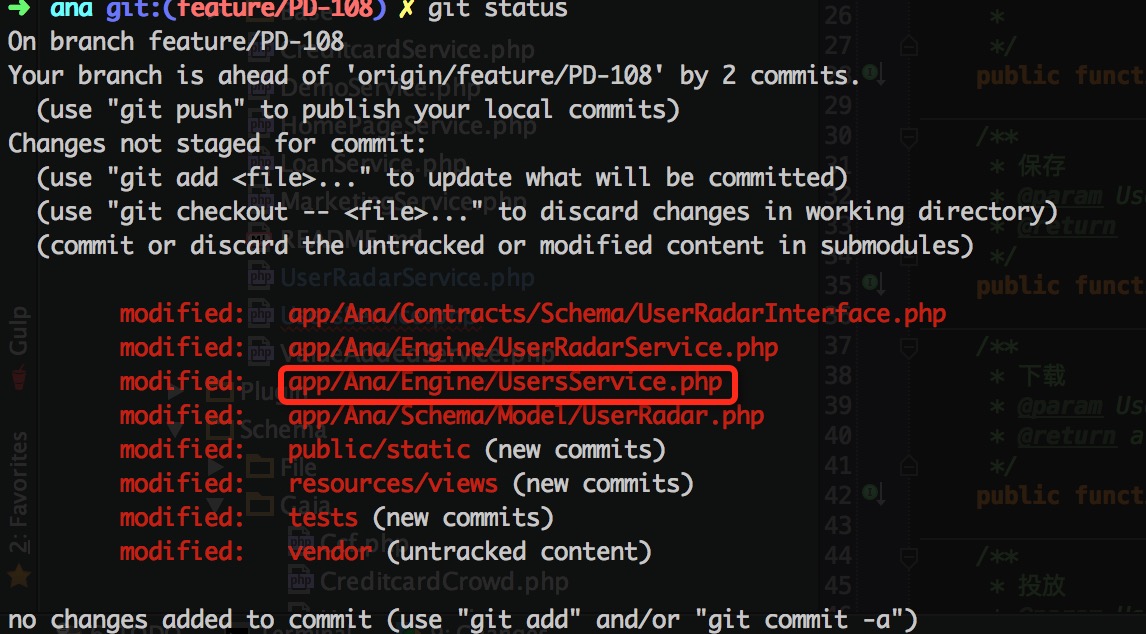 ➜ ana git:(feature/PD-108) ✗ git status
On branch feature/PD-108
Your branch is ahead of 'origin/feature/PD-108' by 2 commits.
(use "git push" to publish your local commits)
Changes not staged for commit:
(use "git add <file>..." to update what will be committed)
(use "git checkout -- <file>..." to discard changes in working directory)
(commit or discard the untracked or modified content in submodules)
modified: app/Ana/Contracts/Schema/UserRadarInterface.php
modified: app/Ana/Engine/UserRadarService.php
modified: app/Ana/Engine/UsersService.php
modified: app/Ana/Schema/Model/UserRadar.php
modified: public/static (new commits)
modified: resources/views (new commits)
modified: tests (new commits)
modified: vendor (untracked content)
no changes added to commit (use "git add" and/or "git commit -a")
CreditcardService.php
DemoService.php
HomePageService.php
LoanService.php
MarketingService.php
README.md
UserRadarService.php
Schema
File
Gaia
Crf.php
CreditcardCrowd.php
Gulp
2: Favorites
26 *
27 */
public funct
29
30 /**
* 保存
* @param Us
33 * @return
34 */
35 public funct
37 /**
38 * 下载
39 * @param Us
40 * @return a
41 */
42 public funct
43
44 /**
45 * 投放